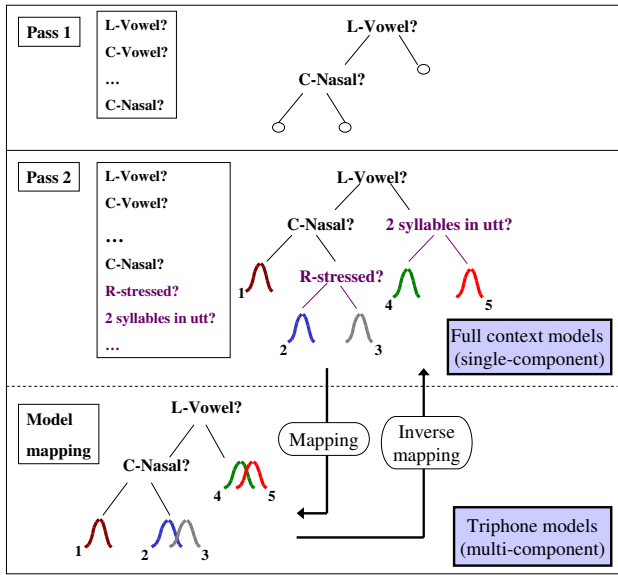 Pass 1
L-Vowel?
C-Vowel?
...
C-Nasal?
L-Vowel?
C-Nasal?
Pass 2
L-Vowel?
C-Vowel?
...
C-Nasal?
R-stressed?
2 syllables in utt?
...
L-Vowel?
C-Nasal?
2 syllables in utt?
1
R-stressed?
4
5
2
3
Full context models
(single-component)
Model
mapping
L-Vowel?
C-Nasal?
4
5
1
2
3
Mapping
Inverse
mapping
Triphone models
(multi-component)